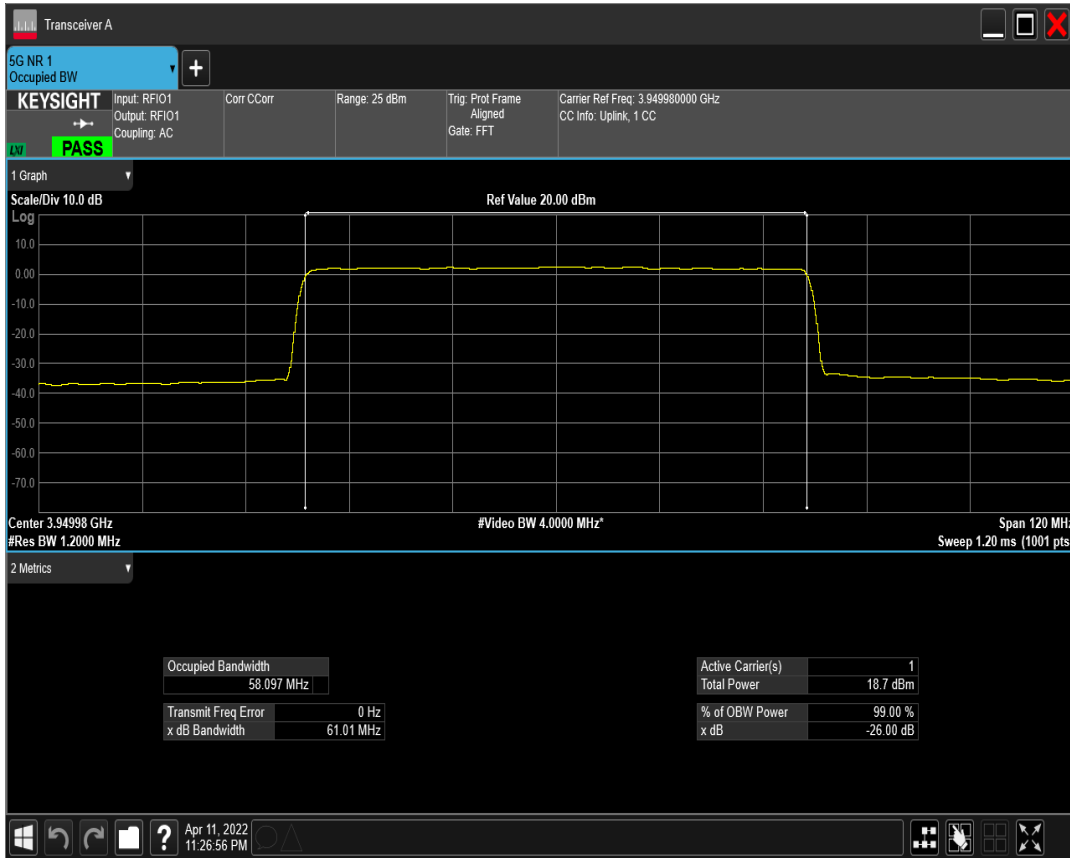 Transceiver A
5G NR 1
Occupied BW
KEYSIGHT
LXI
PASS
Input: RFIO1
Output: RFIO1
Coupling: AC
Corr CCorr
Range: 25 dBm
Trig: Prot Frame
Aligned
Gate: FFT
Carrier Ref Freq: 3.949980000 GHz
CC Info: Uplink, 1 CC
1 Graph
Scale/Div 10.0 dB
Ref Value 20.00 dBm
Log
10.0
0.00
-10.0
-20.0
-30.0
-40.0
-50.0
-60.0
-70.0
Center 3.94998 GHz
#Video BW 4.0000 MHz*
Span 120 MHz
#Res BW 1.2000 MHz
Sweep 1.20 ms (1001 pts
2 Metrics
Occupied Bandwidth
58.097 MHz
Transmit Freq Error 0 Hz
x dB Bandwidth 61.01 MHz
Active Carrier(s) 1
Total Power 18.7 dBm
% of OBW Power 99.00 %
x dB -26.00 dB
?
Apr 11, 2022
11:26:56 PM